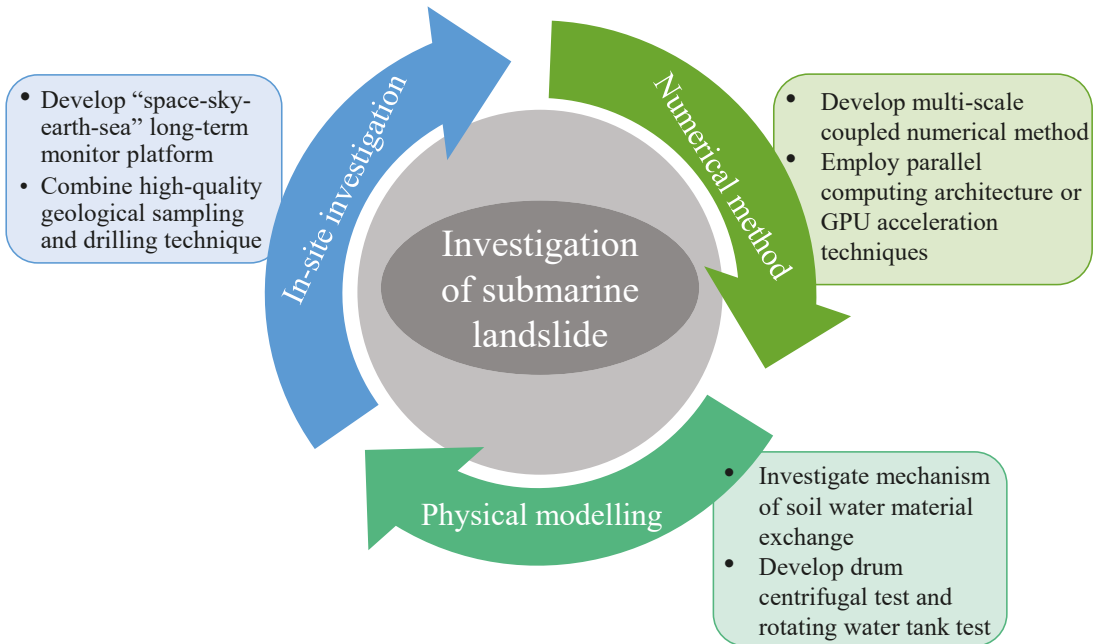 In-site investigation
• Develop “space-sky-
earth-sea” long-term
monitor platform
• Combine high-quality
geological sampling
and drilling technique
Numerical method
• Develop multi-scale
coupled numerical method
• Employ parallel
computing architecture or
GPU acceleration
techniques
Investigation
of submarine
landslide
Physical modelling
• Investigate mechanism
of soil water material
exchange
• Develop drum
centrifugal test and
rotating water tank test